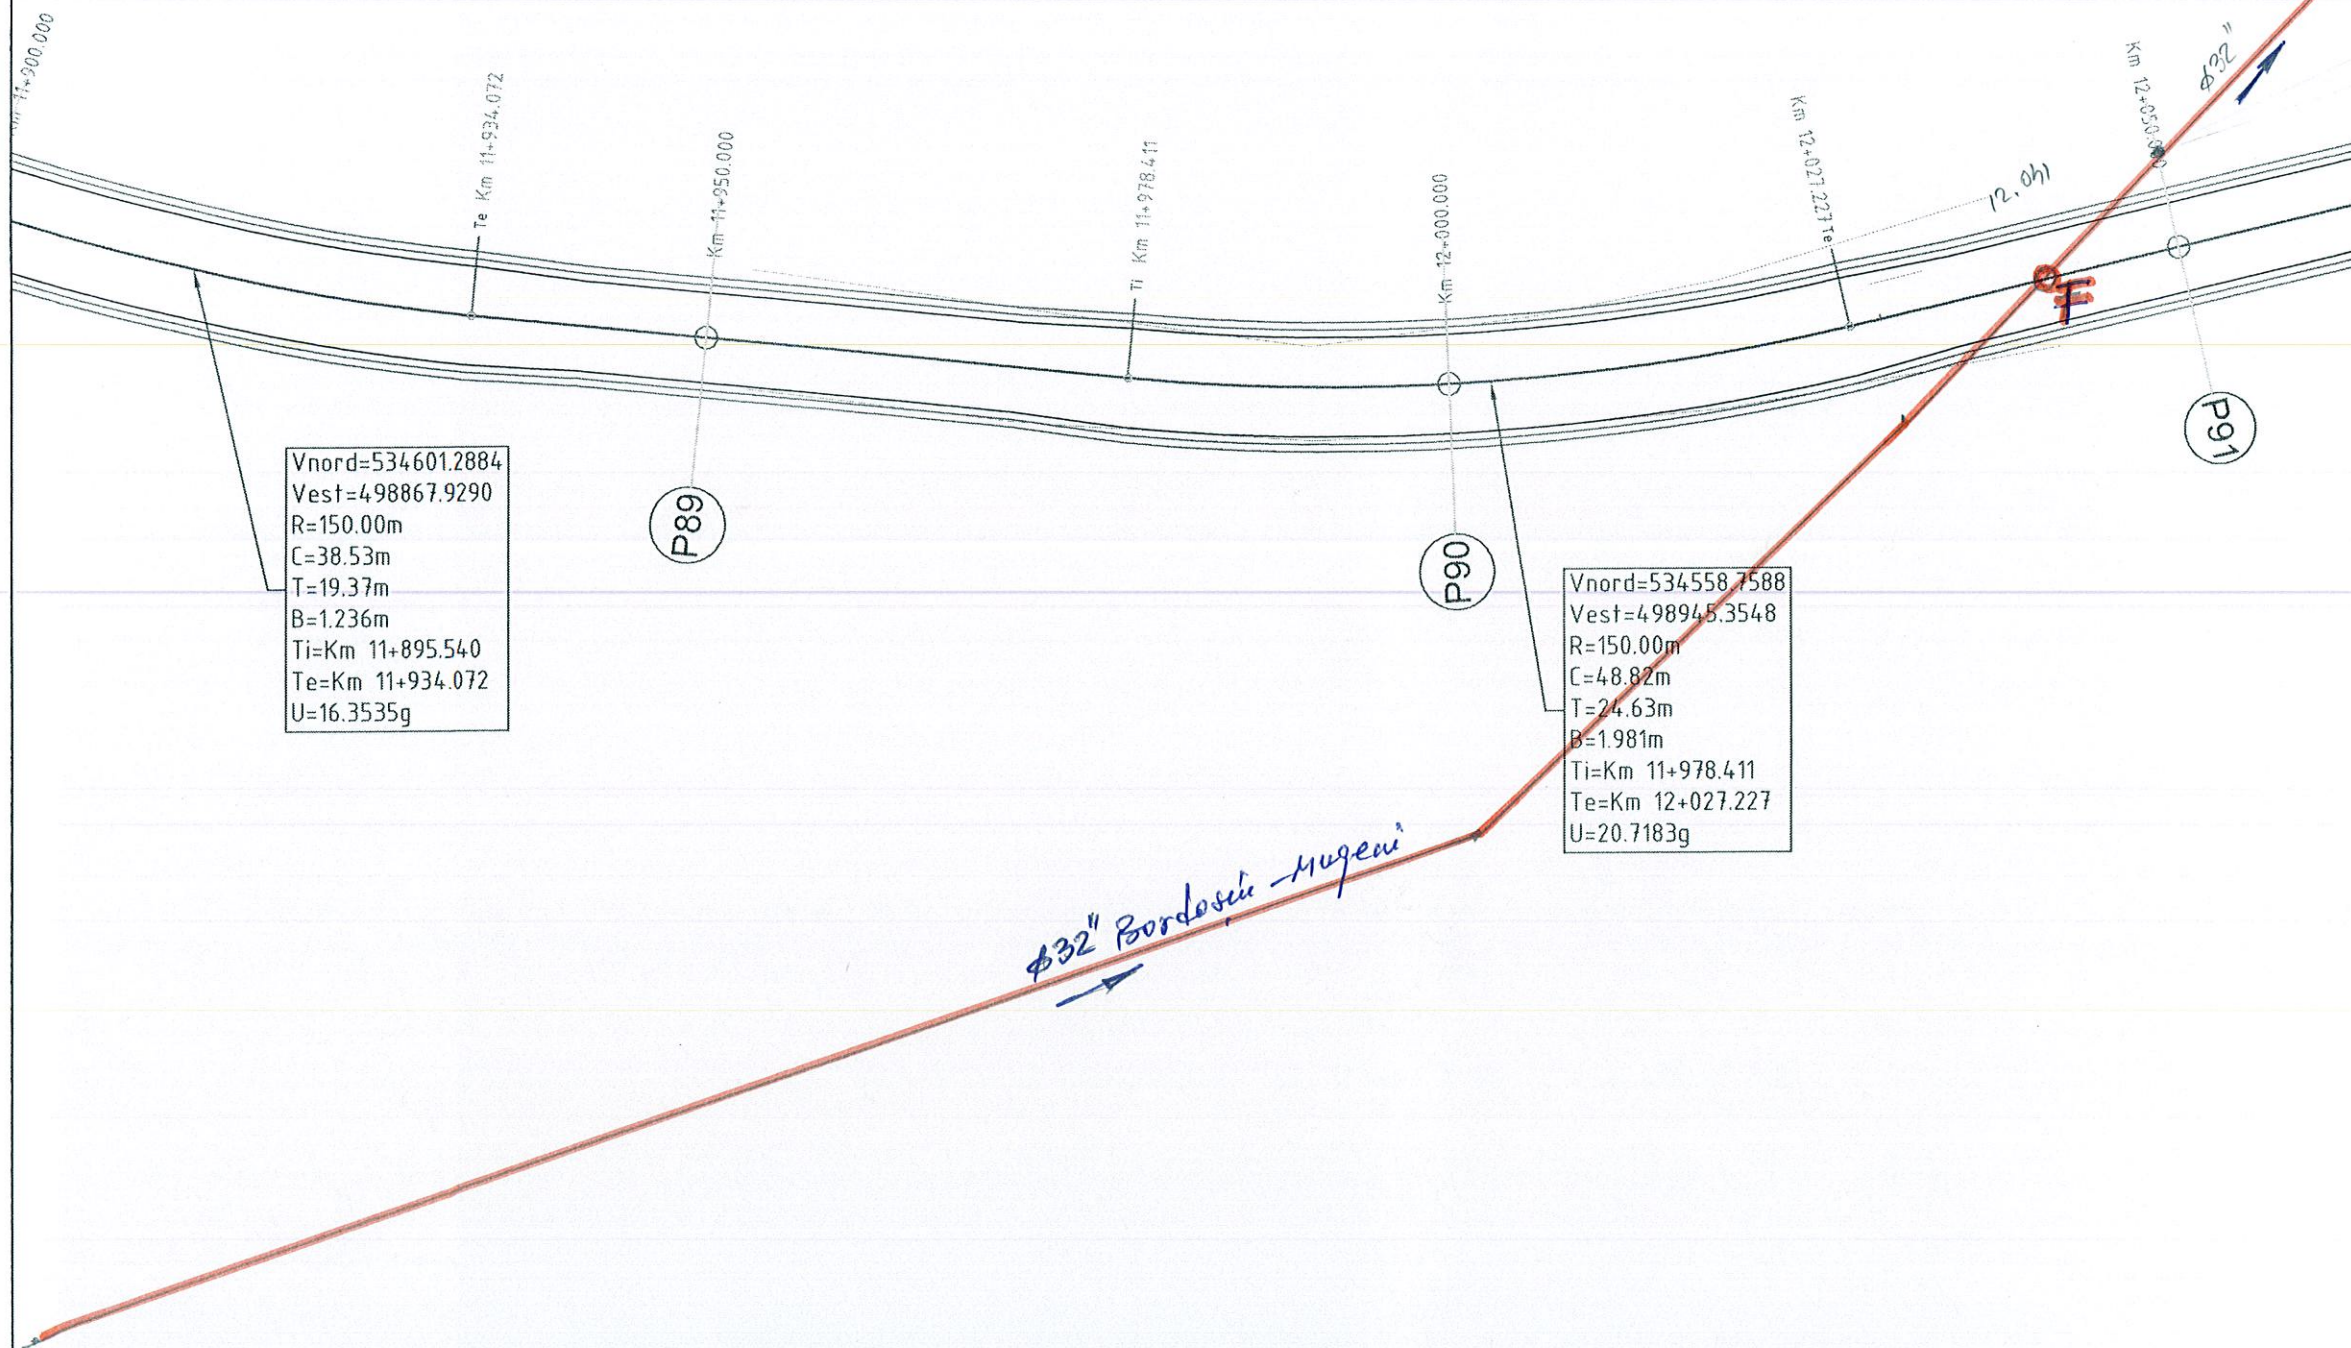 Km 11+900.000
Te Km 11+934.072
Km 11+950.000
Ti Km 11+978.411
Km 12+000.000
Km 12+027.227 Te
12.041
Km 12+050.000
ø32"
F
P89
P90
P91
Vnord=534601.2884
Vest=498867.9290
R=150.00m
C=38.53m
T=19.37m
B=1.236m
Ti=Km 11+895.540
Te=Km 11+934.072
U=16.3535g
Vnord=534558.7588
Vest=498945.3548
R=150.00m
C=48.82m
T=24.63m
B=1.981m
Ti=Km 11+978.411
Te=Km 12+027.227
U=20.7183g
ø32" Bordosiu - Mugeni